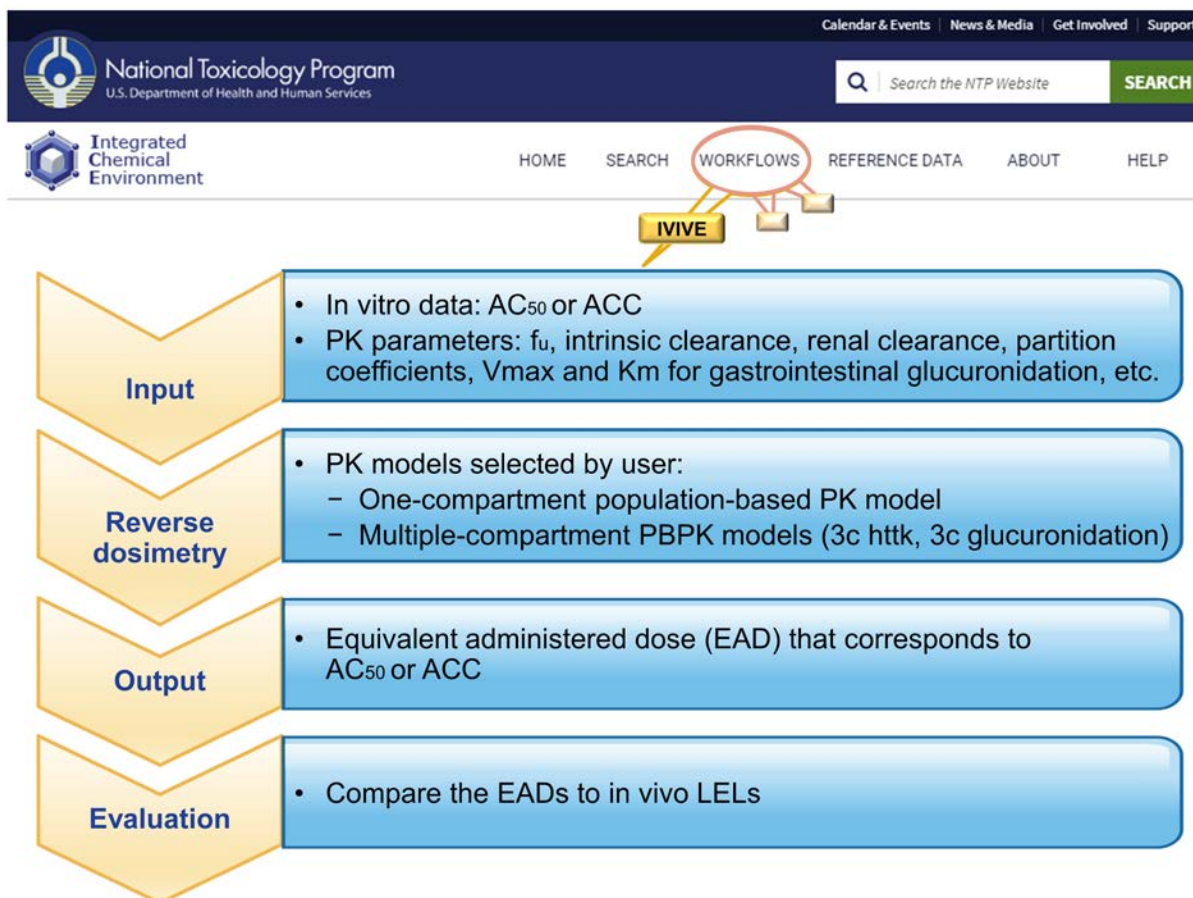 Calendar & Events | News & Media | Get Involved | Support
National Toxicology Program
U.S. Department of Health and Human Services
Search the NTP Website
SEARCH
Integrated
Chemical
Environment
HOME SEARCH WORKFLOWS REFERENCE DATA ABOUT HELP
IVIVE
Input
• In vitro data: AC50 or ACC
• PK parameters: fu, intrinsic clearance, renal clearance, partition
coefficients, Vmax and Km for gastrointestinal glucuronidation, etc.
Reverse
dosimetry
• PK models selected by user:
− One-compartment population-based PK model
− Multiple-compartment PBPK models (3c httk, 3c glucuronidation)
Output
• Equivalent administered dose (EAD) that corresponds to
AC50 or ACC
Evaluation
• Compare the EADs to in vivo LELs